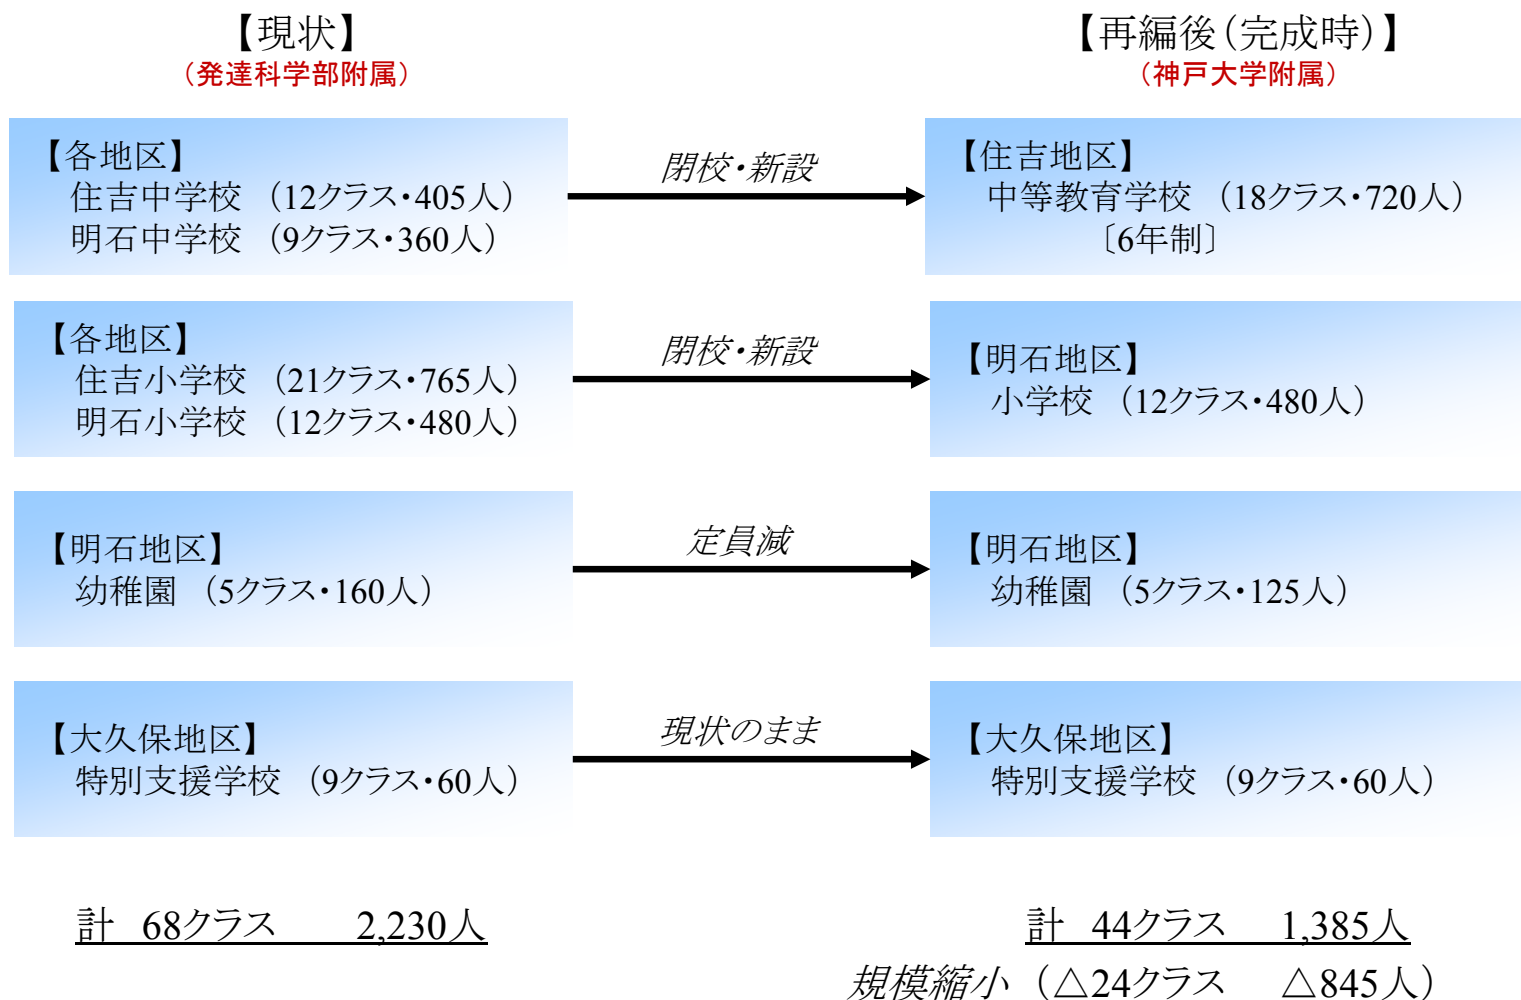 【現状】
（発達科学部附属）
【各地区】
住吉中学校 （12クラス・405人）
明石中学校 （9クラス・360人）
【各地区】
住吉小学校 （21クラス・765人）
明石小学校 （12クラス・480人）
【明石地区】
幼稚園 （5クラス・160人）
【大久保地区】
特別支援学校 （9クラス・60人）
計 68クラス 2,230人
閉校・新設
閉校・新設
定員減
現状のまま
【再編後（完成時）】
（神戸大学附属）
【住吉地区】
中等教育学校 （18クラス・720人）
〔6年制〕
【明石地区】
小学校 （12クラス・480人）
【明石地区】
幼稚園 （5クラス・125人）
【大久保地区】
特別支援学校 （9クラス・60人）
計 44クラス 1,385人
規模縮小（△24クラス △845人）